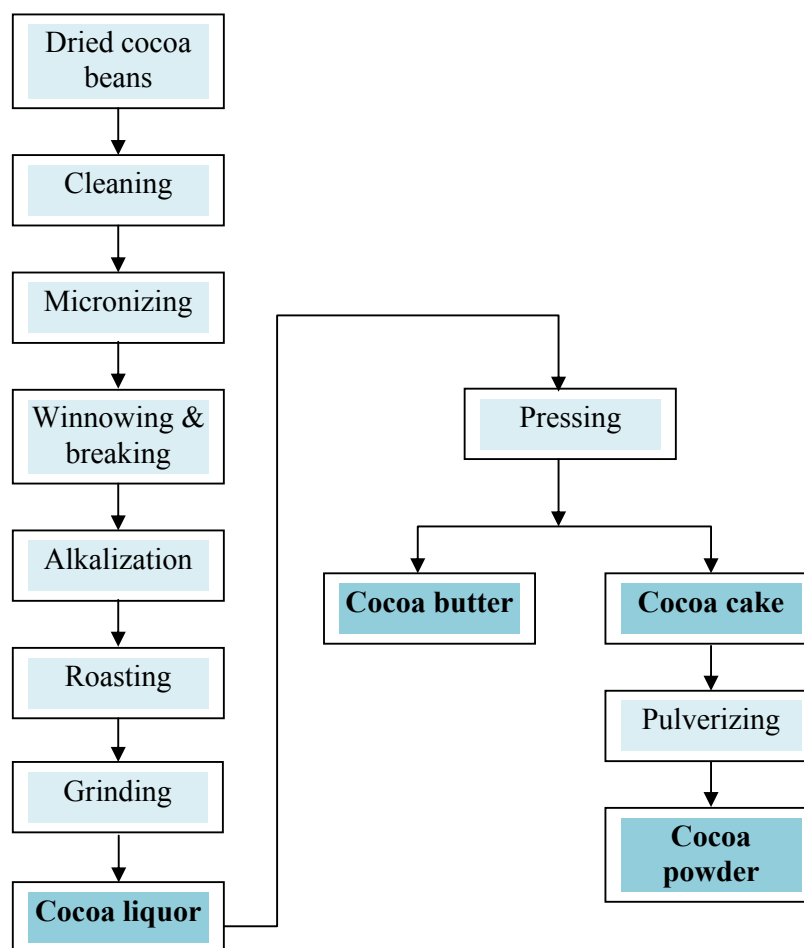 Dried cocoa
beans
Cleaning
Micronizing
Winnowing &
breaking
Alkalization
Roasting
Grinding
Cocoa liquor
Pressing
Cocoa butter
Cocoa cake
Pulverizing
Cocoa
powder